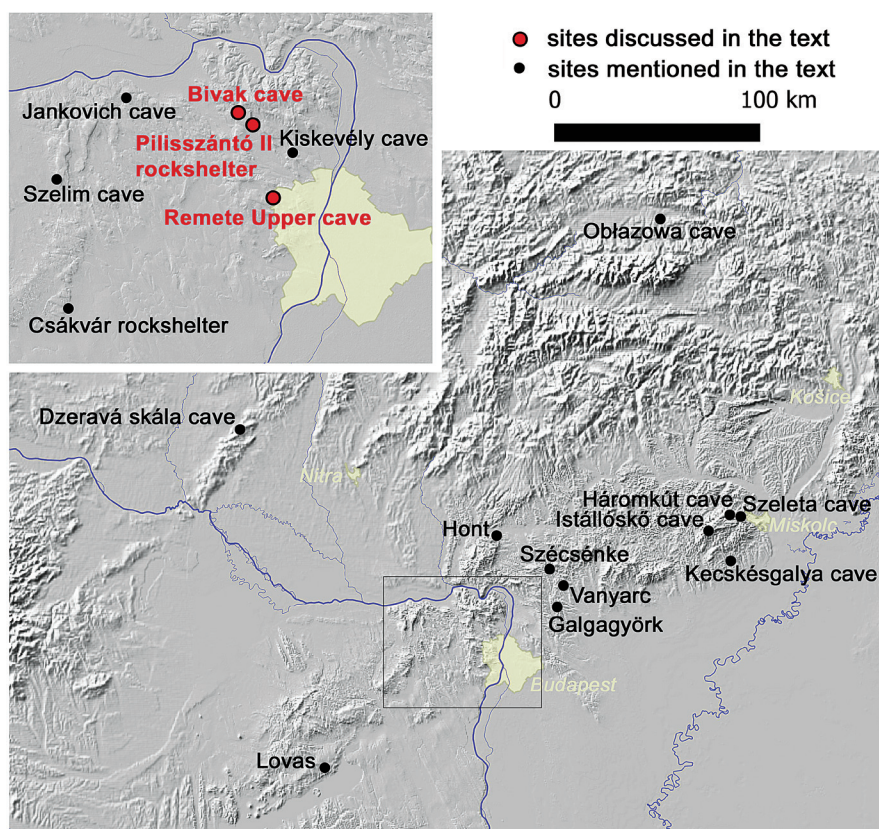 sites discussed in the text
sites mentioned in the text
0 100 km
Bivak cave
Jankovich cave
Pilisszántó II
rockshelter
Kiskevély cave
Szelim cave
Remete Upper cave
Csákvár rockshelter
Obłazowa cave
Košice
Dzeravá skála cave
Nitra
Háromkút cave
Szeleta cave
Istállóskő cave
Miskolc
Hont
Szécsénke
Kecskésgalya cave
Vanyarc
Galgagyörk
Budapest
Lovas